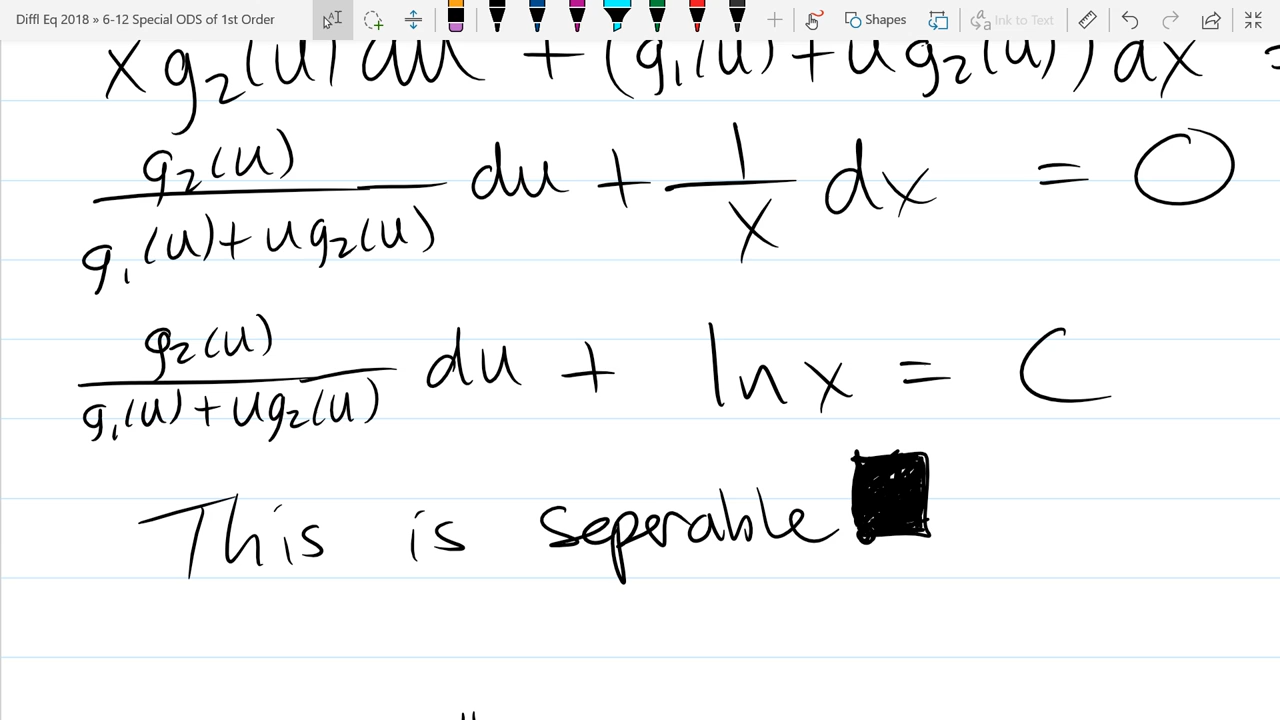 Diffl Eq 2018 » 6-12 Special ODS of 1st Order Shapes Ink to Text
x g₂(u) du + (g₁(u) + u g₂(u)) dx =
g₂(u) / g₁(u) + u g₂(u) du + 1/x dx = 0
g₂(u) / g₁(u) + u g₂(u) du + ln x = C
This is seperable